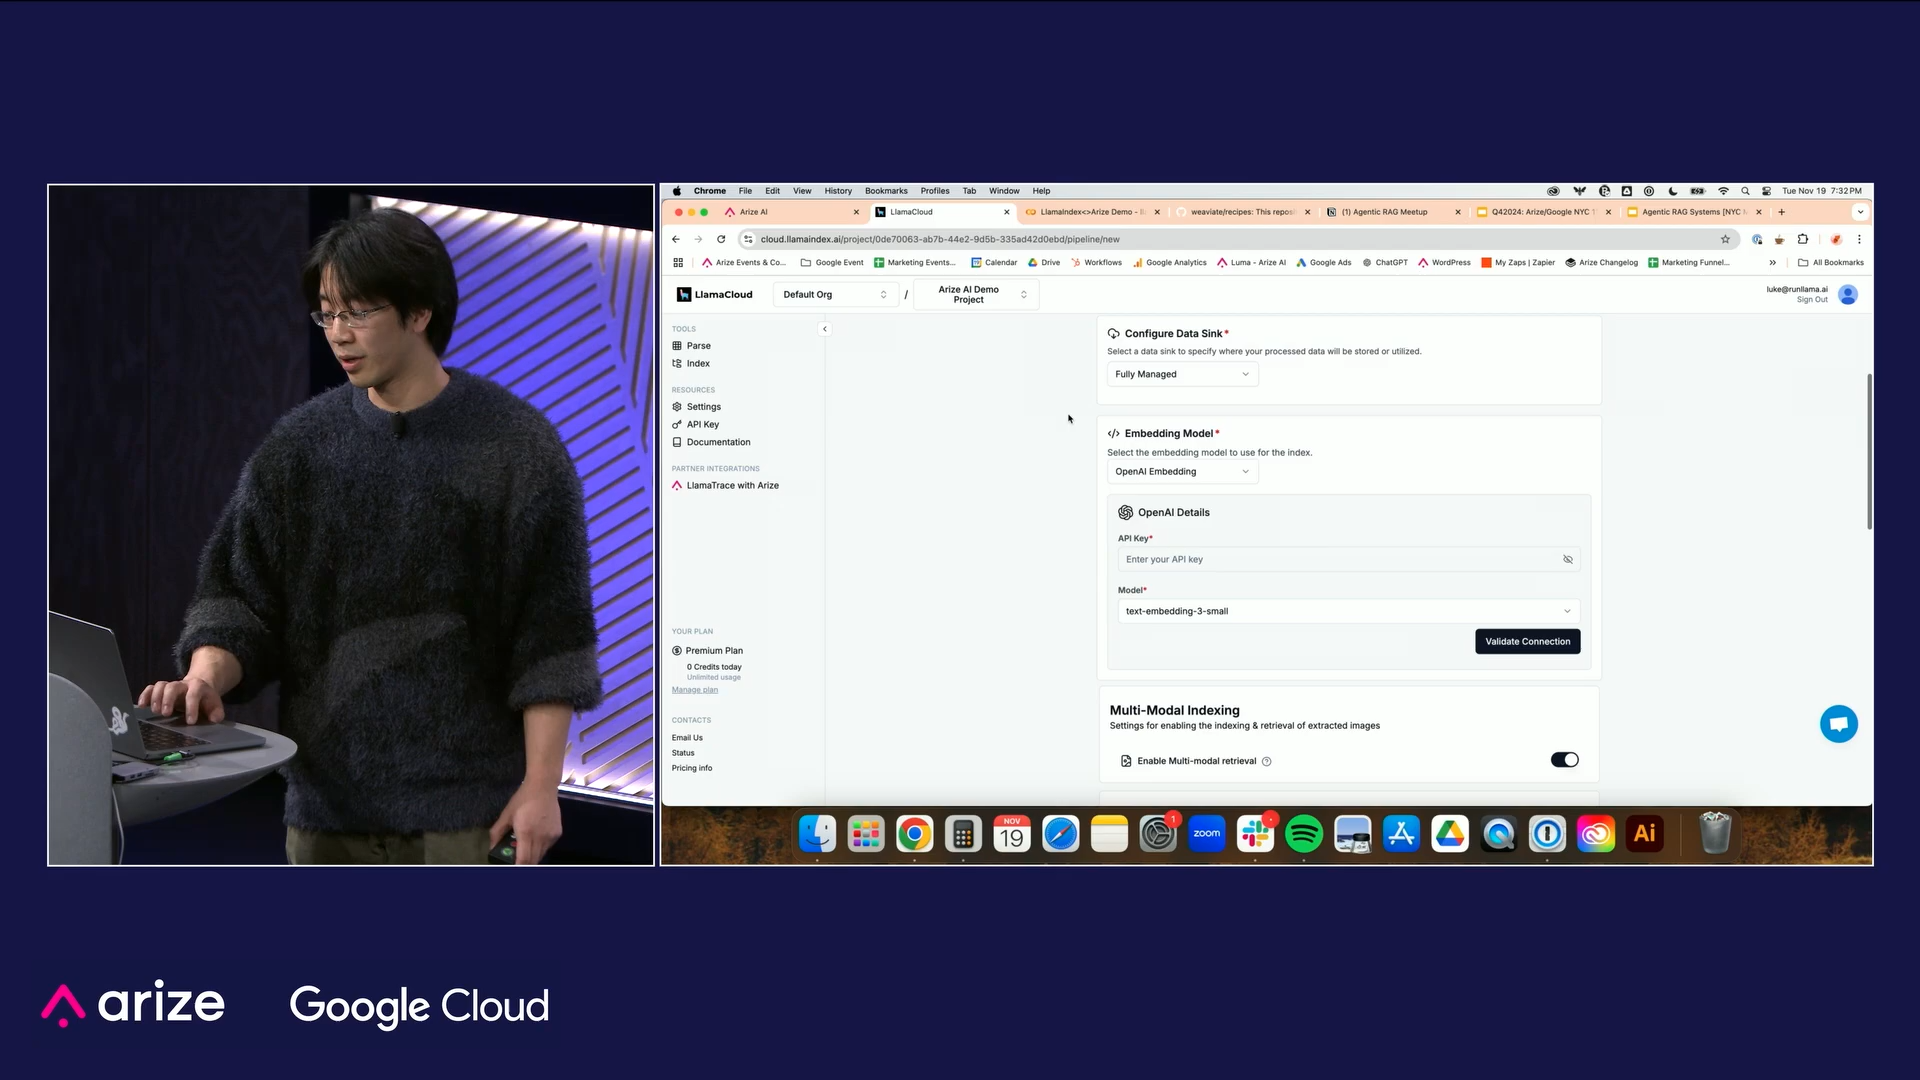 Chrome File Edit View History Bookmarks Profiles Tab Window Help
Tue Nov 19 7:32 PM
Arize AI
LlamaCloud
LlamaIndex<>Arize Demo - B
weaviate/recipes: This repos
(1) Agentic RAG Meetup
Q42024: Arize/Google NYC 1
Agentic RAG Systems [NYC
cloud.llamaindex.ai/project/0de70063-ab7b-44e2-9d5b-335ad42d0ebd/pipeline/new
Arize Events & Co...
Google Event
Marketing Events...
Calendar
Drive
Workflows
Google Analytics
Luma - Arize AI
Google Ads
ChatGPT
WordPress
My Zaps | Zapier
Arize Changelog
Marketing Funnel...
»
All Bookmarks
LlamaCloud
Default Org
/
Arize AI Demo
Project
luke@runllama.ai
Sign Out
TOOLS
Parse
Index
RESOURCES
Settings
API Key
Documentation
PARTNER INTEGRATIONS
LlamaTrace with Arize
YOUR PLAN
Premium Plan
0 Credits today
Unlimited usage
Manage plan
CONTACTS
Email Us
Status
Pricing info
Configure Data Sink*
Select a data sink to specify where your processed data will be stored or utilized.
Fully Managed
</> Embedding Model*
Select the embedding model to use for the index.
OpenAI Embedding
OpenAI Details
API Key*
Enter your API key
Model*
text-embedding-3-small
Validate Connection
Multi-Modal Indexing
Settings for enabling the indexing & retrieval of extracted images
Enable Multi-modal retrieval
NOV
19
1
zoom
Ai
arize
Google Cloud